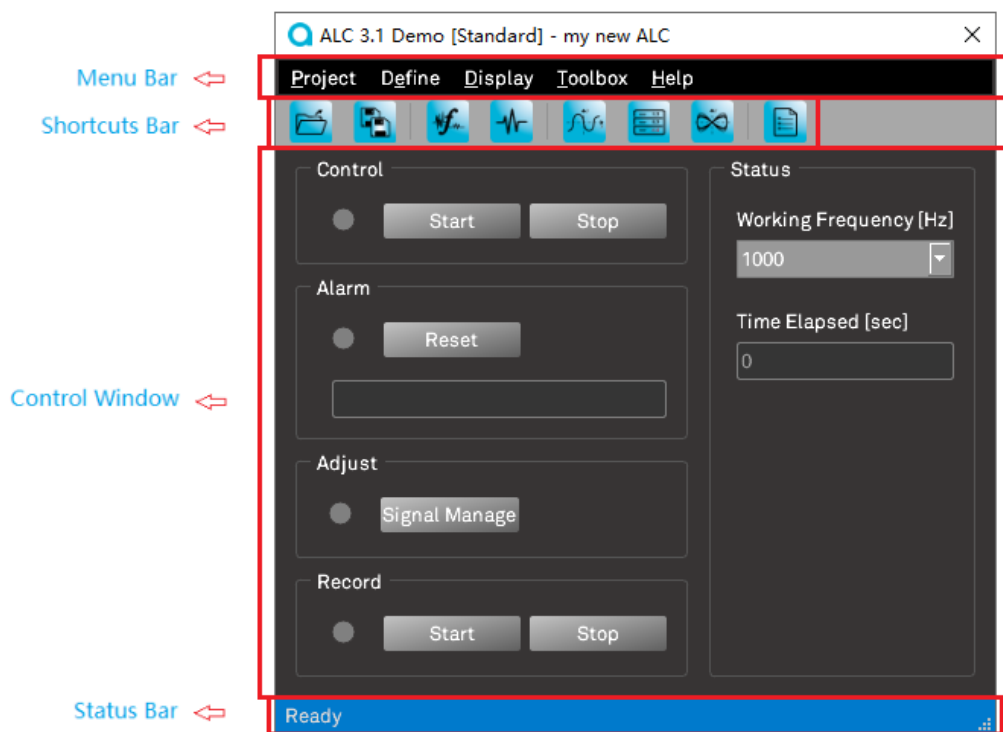 ALC 3.1 Demo [Standard] - my new ALC
Menu Bar
Project Define Display Toolbox Help
Shortcuts Bar
Control
Start Stop
Status
Working Frequency [Hz]
1000
Alarm
Reset
Time Elapsed [sec]
0
Control Window
Adjust
Signal Manage
Record
Start Stop
Status Bar
Ready